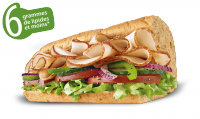 6 grammes
de lipides
et moins*